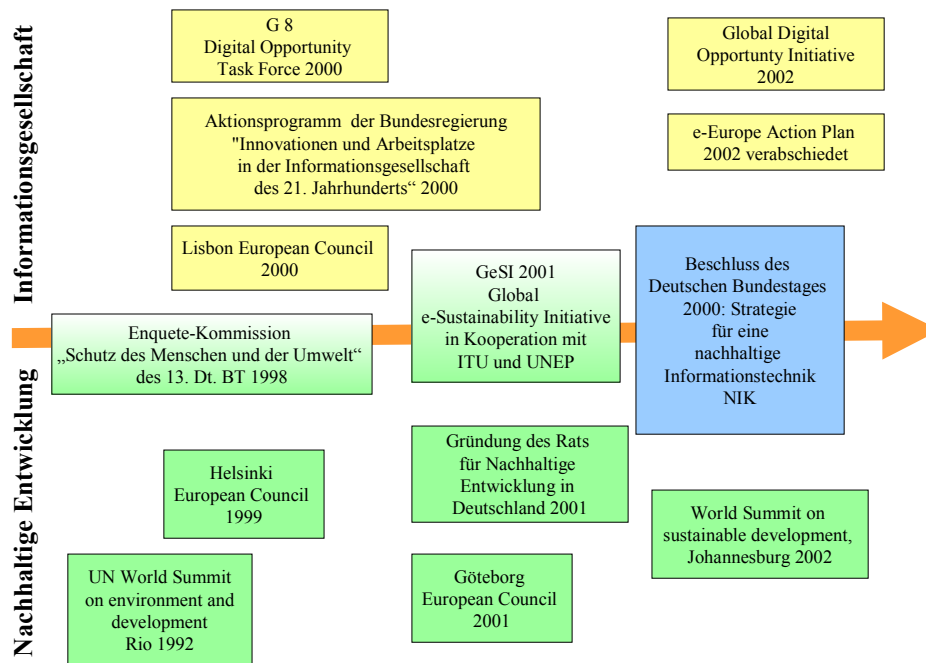 Informationsgesellschaft
G 8
Digital Opportunity
Task Force 2000
Global Digital
Opportunty Initiative
2002
Aktionsprogramm der Bundesregierung
"Innovationen und Arbeitsplatze
in der Informationsgesellschaft
des 21. Jahrhunderts“ 2000
e-Europe Action Plan
2002 verabschiedet
Lisbon European Council
2000
GeSI 2001
Global
e-Sustainability Initiative
in Kooperation mit
ITU und UNEP
Beschluss des
Deutschen Bundestages
2000: Strategie
für eine
nachhaltige
Informationstechnik
NIK
Enquete-Kommission
„Schutz des Menschen und der Umwelt“
des 13. Dt. BT 1998
Nachhaltige Entwicklung
Helsinki
European Council
1999
Gründung des Rats
für Nachhaltige
Entwicklung in
Deutschland 2001
World Summit on
sustainable development,
Johannesburg 2002
UN World Summit
on environment and
development
Rio 1992
Göteborg
European Council
2001